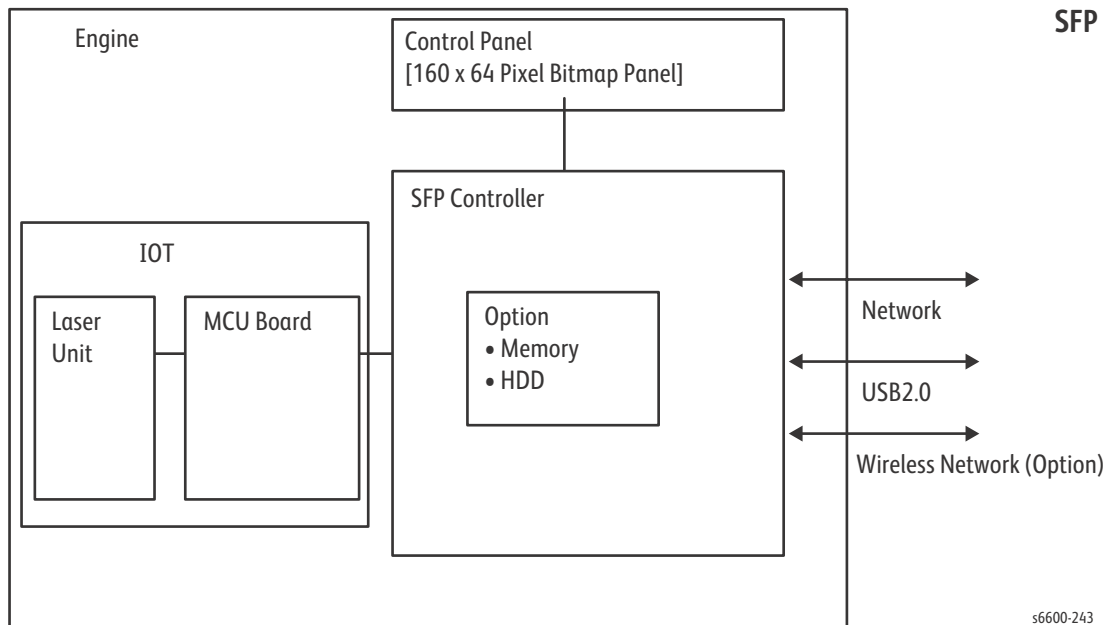 SFP
Engine
Control Panel
[160 x 64 Pixel Bitmap Panel]
SFP Controller
IOT
Laser
Unit
MCU Board
Option
• Memory
• HDD
Network
USB2.0
Wireless Network (Option)
s6600-243